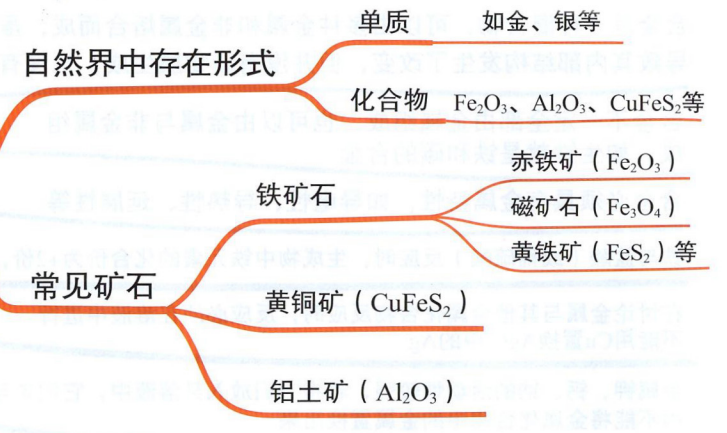 单质 如金、银等
自然界中存在形式
化合物 Fe₂O₃、Al₂O₃、CuFeS₂等
赤铁矿（Fe₂O₃）
铁矿石
磁矿石（Fe₃O₄）
黄铁矿（FeS₂）等
常见矿石
黄铜矿（CuFeS₂）
铝土矿（Al₂O₃）